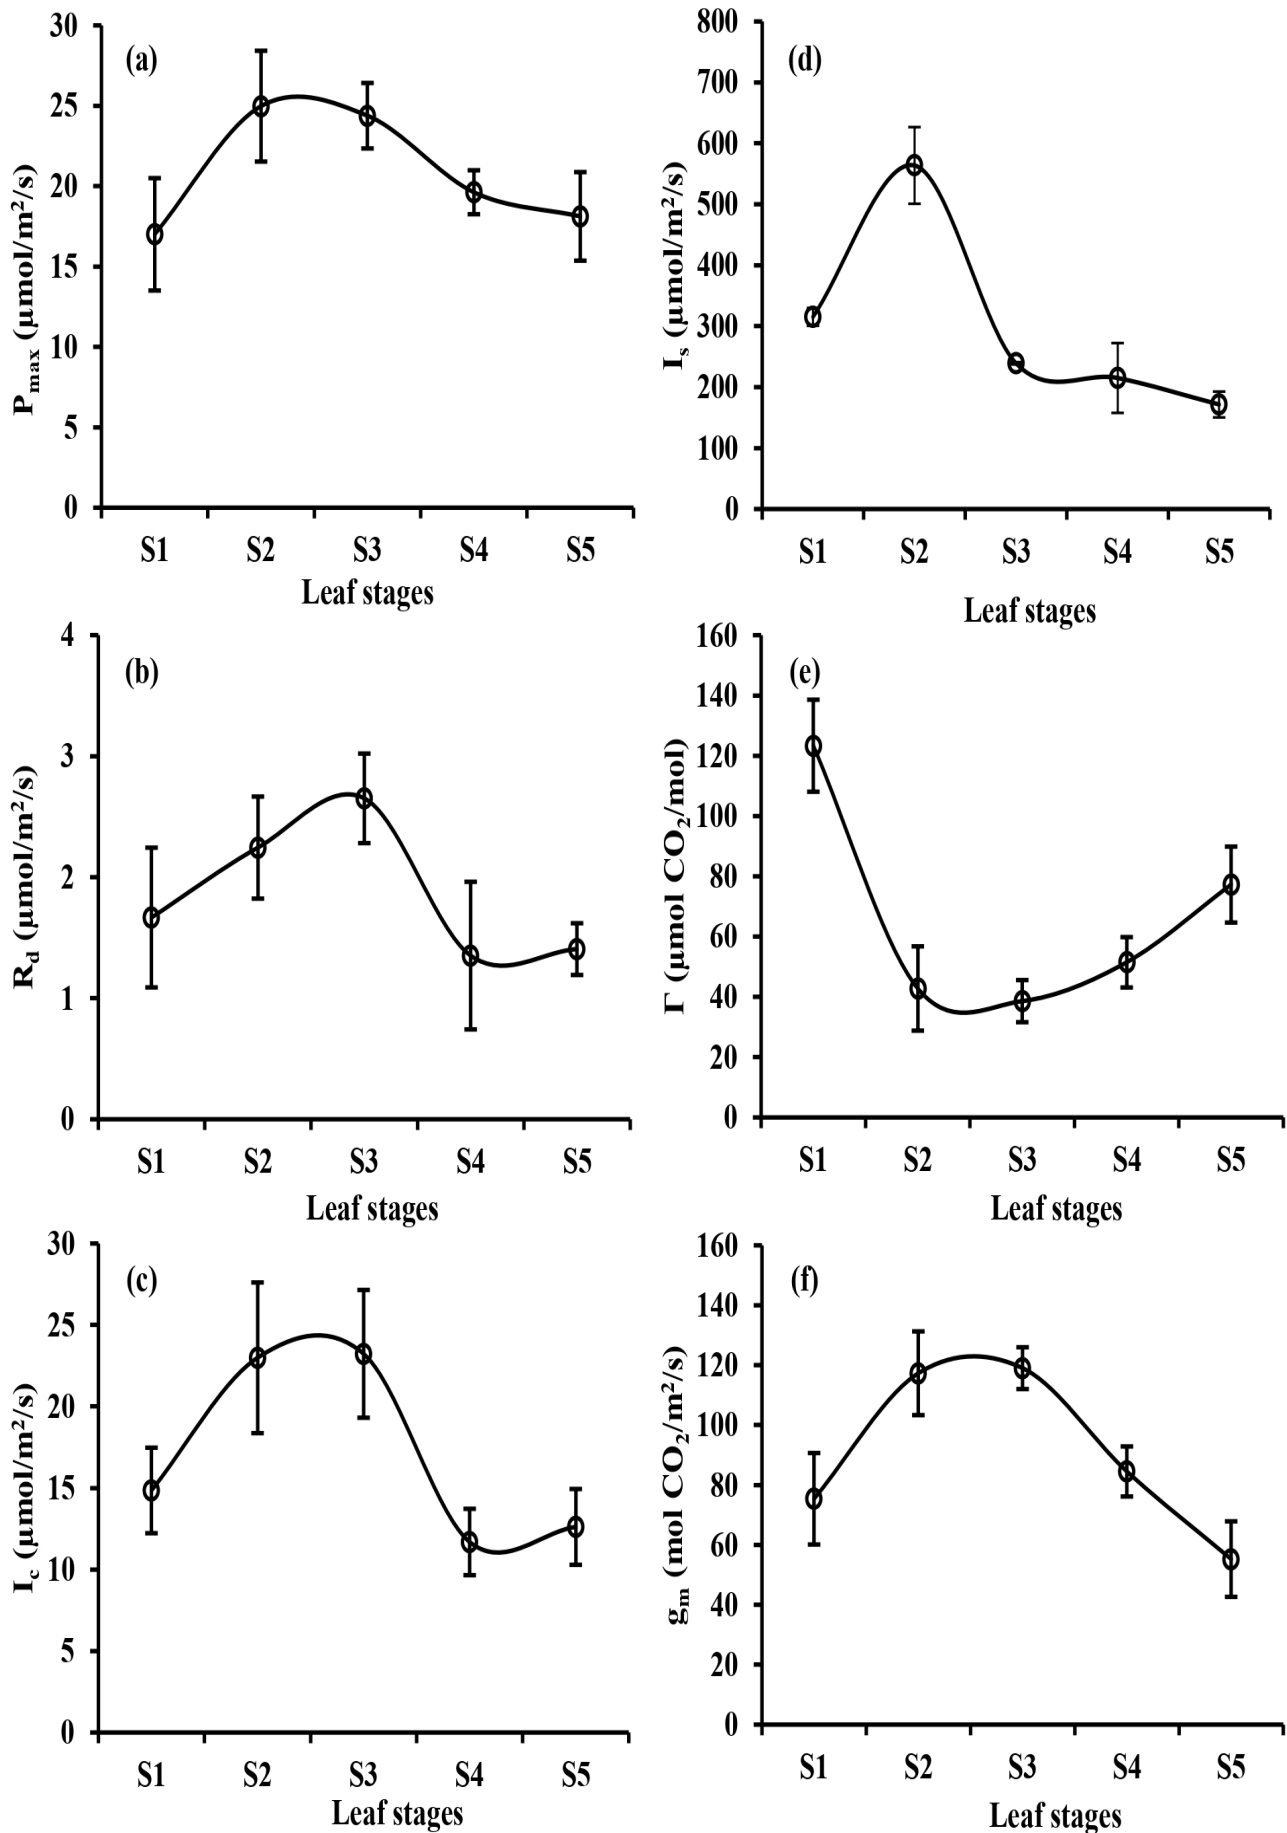 (a)
P_max (µmol/m²/s)
30
25
20
15
10
5
0
S1 S2 S3 S4 S5
Leaf stages
(d)
I_s (µmol/m²/s)
800
700
600
500
400
300
200
100
0
S1 S2 S3 S4 S5
Leaf stages
(b)
R_d (µmol/m²/s)
4
3
2
1
0
S1 S2 S3 S4 S5
Leaf stages
(e)
Γ (µmol CO₂/mol)
160
140
120
100
80
60
40
20
0
S1 S2 S3 S4 S5
Leaf stages
(c)
I_c (µmol/m²/s)
30
25
20
15
10
5
0
S1 S2 S3 S4 S5
Leaf stages
(f)
g_m (mol CO₂/m²/s)
160
140
120
100
80
60
40
20
0
S1 S2 S3 S4 S5
Leaf stages